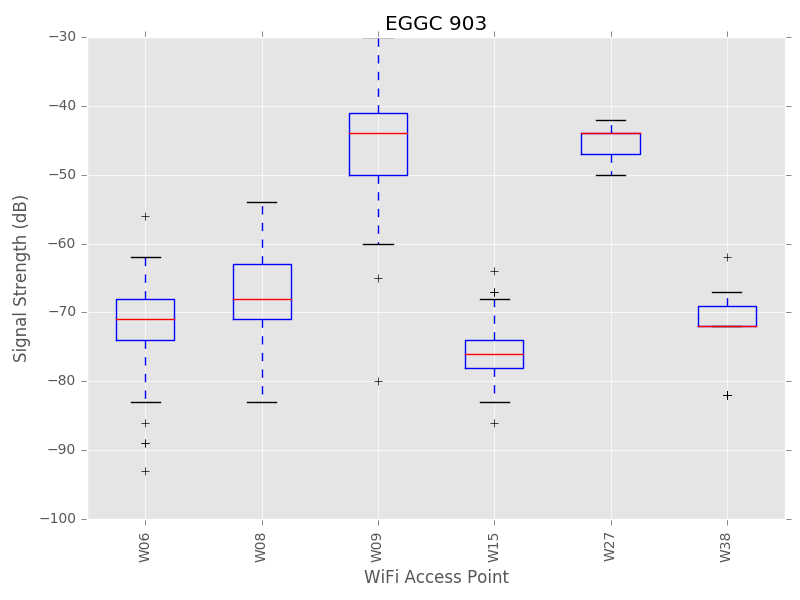 EGGC 903
−30
−40
−50
−60
−70
−80
−90
−100
Signal Strength (dB)
W06
W08
W09
W15
W27
W38
WiFi Access Point